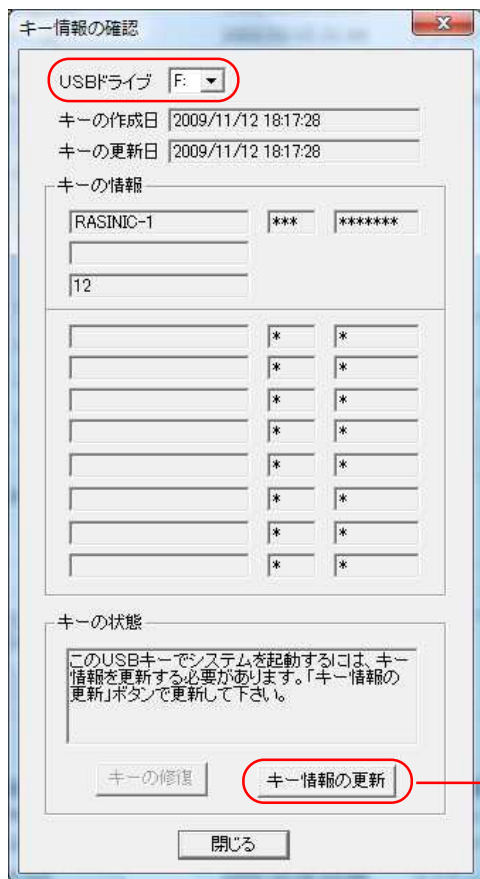 キー情報の確認
USBドライブ F:
キーの作成日 2009/11/12 18:17:28
キーの更新日 2009/11/12 18:17:28
キーの情報
RASINIC-1 *** *******
12
* *
* *
* *
* *
* *
* *
* *
* *
キーの状態
このUSBキーでシステムを起動するには、キー
情報を更新する必要があります。「キー情報の
更新」ボタンで更新して下さい。
キーの修復 キー情報の更新
閉じる